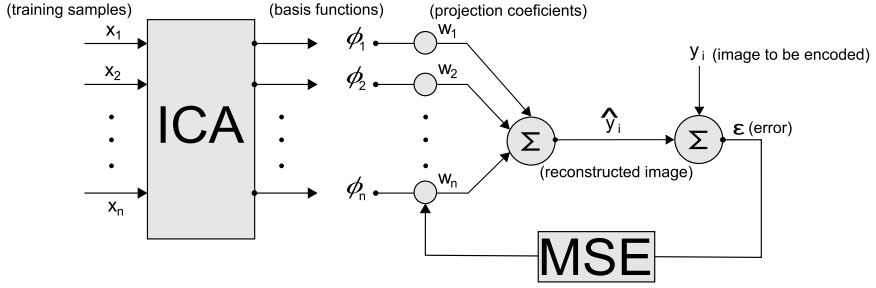 (training samples) (basis functions) (projection coeficients)
x1 ϕ1 w1
yi (image to be encoded)
x2 ϕ2 w2
ICA
ŷi
Σ Σ ε (error)
(reconstructed image)
xn ϕn wn
MSE